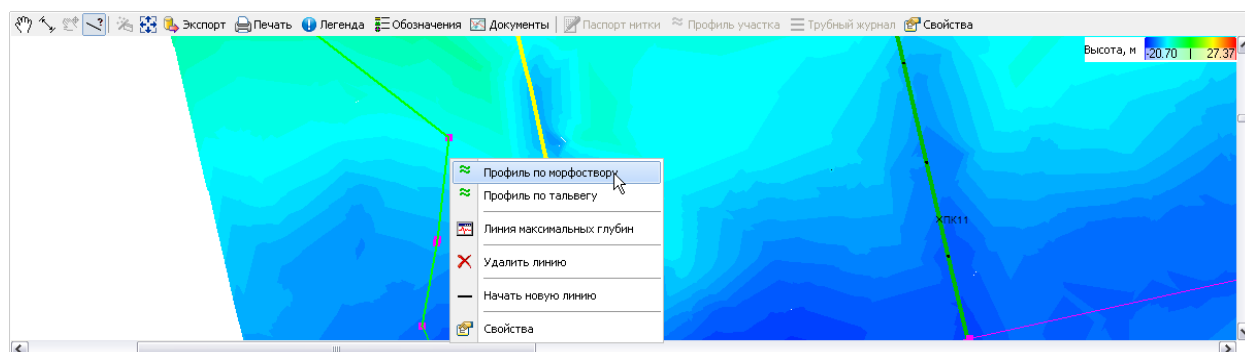 Экспорт Печать Легенда Обозначения Документы Паспорт нитки Профиль участка Трубный журнал Свойства
Высота, м -20.70 27.37
Профиль по морфоствору
Профиль по тальвегу
ПК11
Линия максимальных глубин
Удалить линию
Начать новую линию
Свойства